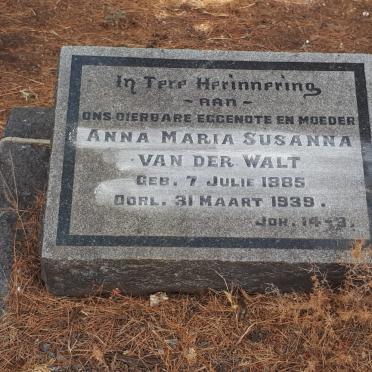 In Tere Herinnering
- AAN -
ONS DIERBARE EGGENOTE EN MOEDER
ANNA MARIA SUSANNA
VAN DER WALT
GEB. 7 JULIE 1885
OORL. 31 MAART 1939.
JOH. 14-3.